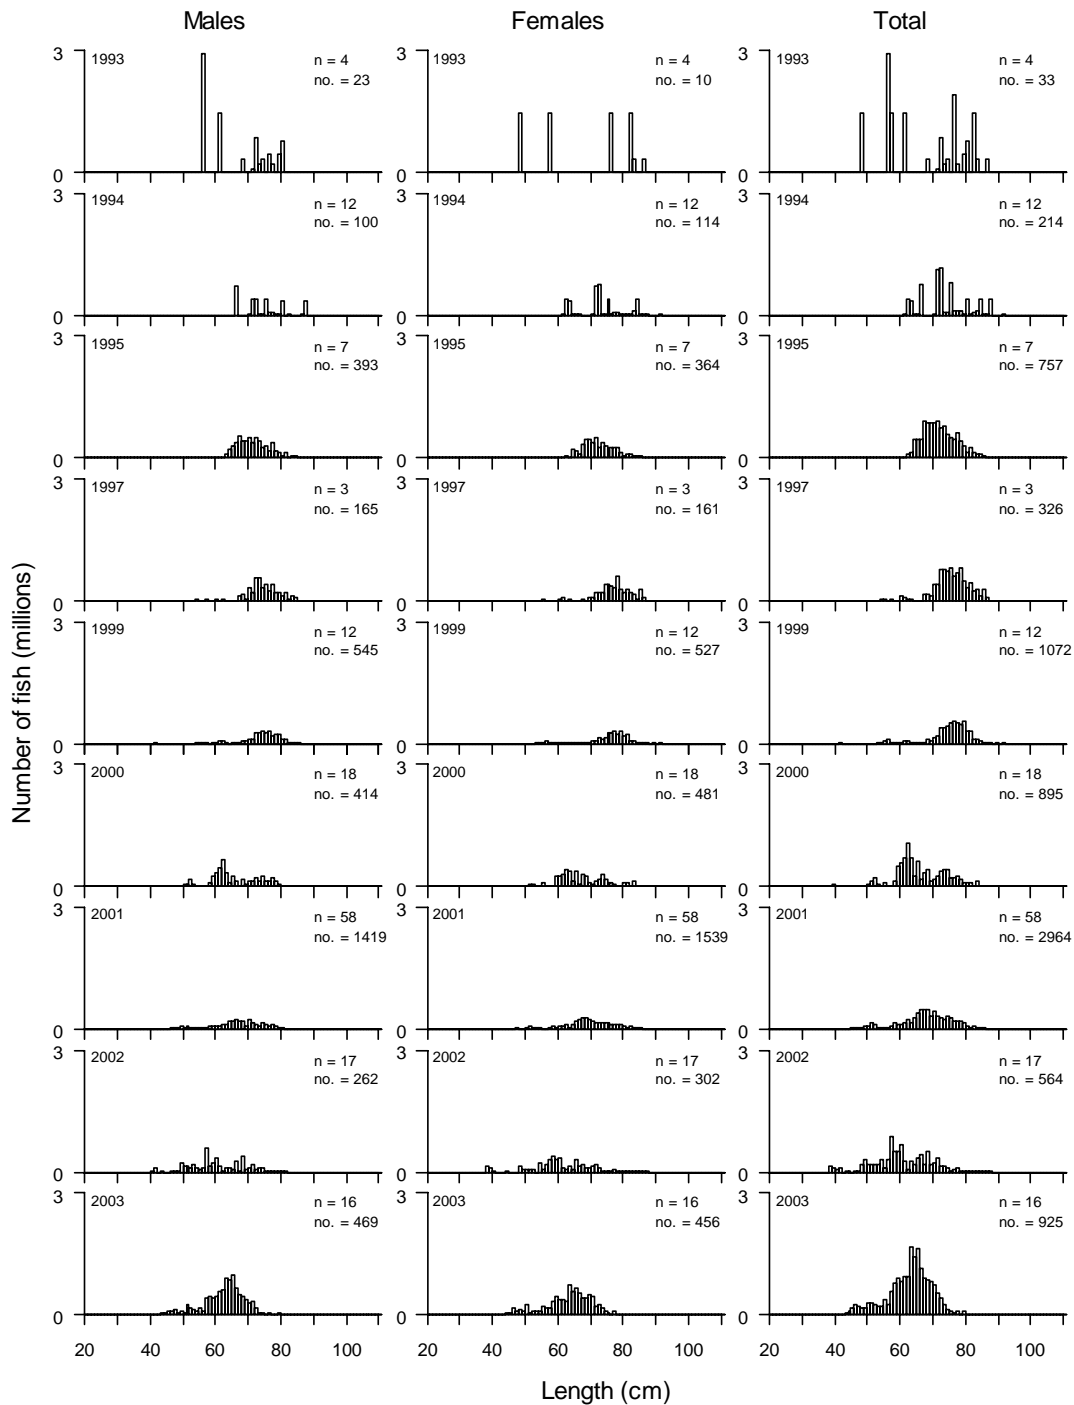 Males Females Total
3 1993 n = 4 3 1993 n = 4 3 1993 n = 4
no. = 23 no. = 10 no. = 33
0 0 0
3 1994 n = 12 3 1994 n = 12 3 1994 n = 12
no. = 100 no. = 114 no. = 214
0 0 0
3 1995 n = 7 3 1995 n = 7 3 1995 n = 7
no. = 393 no. = 364 no. = 757
0 0 0
3 1997 n = 3 3 1997 n = 3 3 1997 n = 3
no. = 165 no. = 161 no. = 326
0 0 0
3 1999 n = 12 3 1999 n = 12 3 1999 n = 12
no. = 545 no. = 527 no. = 1072
0 0 0
3 2000 n = 18 3 2000 n = 18 3 2000 n = 18
no. = 414 no. = 481 no. = 895
0 0 0
3 2001 n = 58 3 2001 n = 58 3 2001 n = 58
no. = 1419 no. = 1539 no. = 2964
0 0 0
3 2002 n = 17 3 2002 n = 17 3 2002 n = 17
no. = 262 no. = 302 no. = 564
0 0 0
3 2003 n = 16 3 2003 n = 16 3 2003 n = 16
no. = 469 no. = 456 no. = 925
0 0 0
20 40 60 80 100 20 40 60 80 100 20 40 60 80 100
Number of fish (millions)
Length (cm)